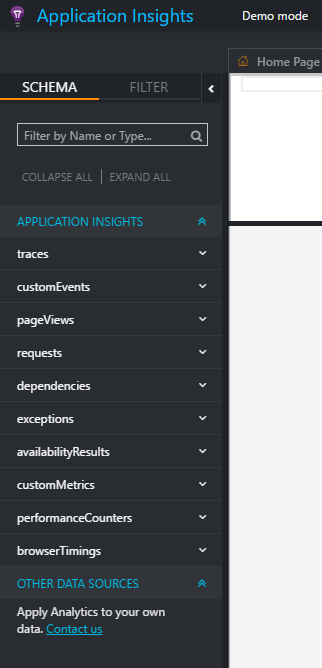 Application Insights
Demo mode
Home Page
SCHEMA
FILTER
Filter by Name or Type...
COLLAPSE ALL
EXPAND ALL
APPLICATION INSIGHTS
traces
customEvents
pageViews
requests
dependencies
exceptions
availabilityResults
customMetrics
performanceCounters
browserTimings
OTHER DATA SOURCES
Apply Analytics to your own
data. Contact us